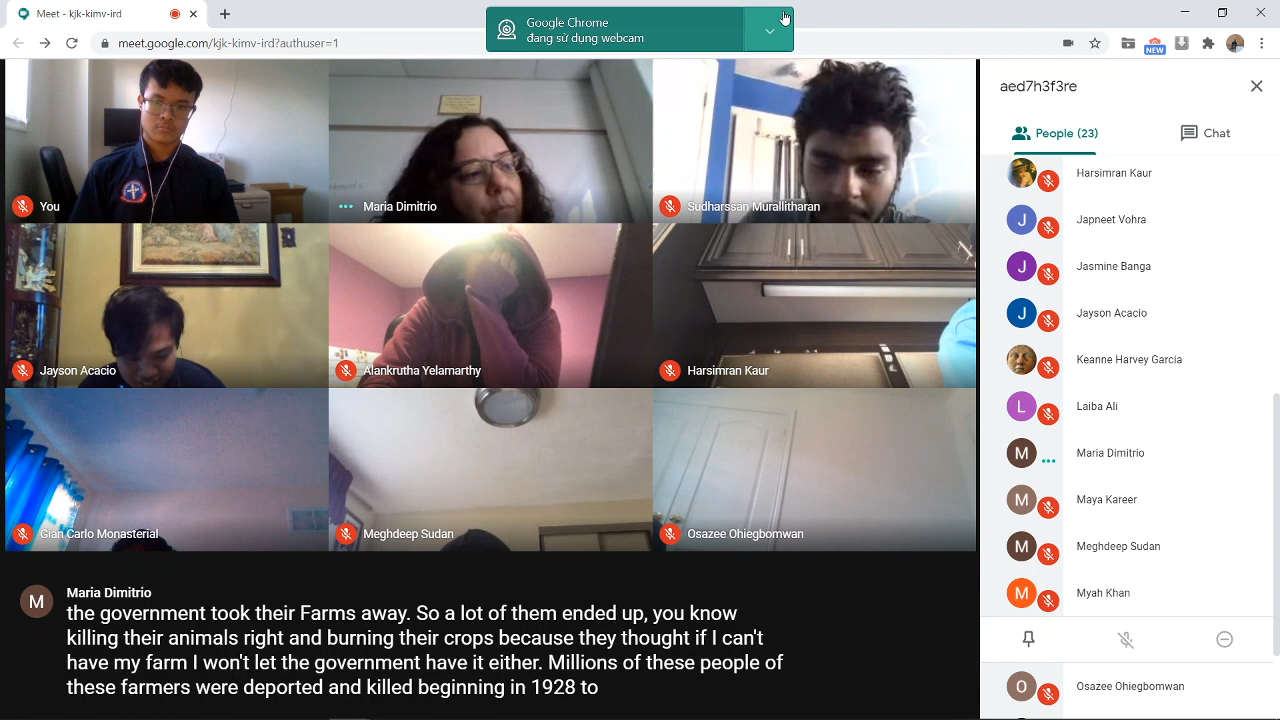 Meet - kjk-kimv-ird
Google Chrome
đang sử dụng webcam
meet.google.com/kjk-kimv-ird?authuser=1
NEW
You
Maria Dimitrio
Sudharssan Murallitharan
Jayson Acacio
Alankrutha Yelamarthy
Harsimran Kaur
Gian Carlo Monasterial
Meghdeep Sudan
Osazee Ohiegbomwan
M
Maria Dimitrio
the government took their Farms away. So a lot of them ended up, you know
killing their animals right and burning their crops because they thought if I can't
have my farm I won't let the government have it either. Millions of these people of
these farmers were deported and killed beginning in 1928 to
aed7h3f3re
People (23)
Chat
Harsimran Kaur
J Japneet Vohra
J Jasmine Banga
J Jayson Acacio
Keanne Harvey Garcia
L Laiba Ali
M Maria Dimitrio
M Maya Kareer
M Meghdeep Sudan
M Myah Khan
O Osazee Ohiegbomwan